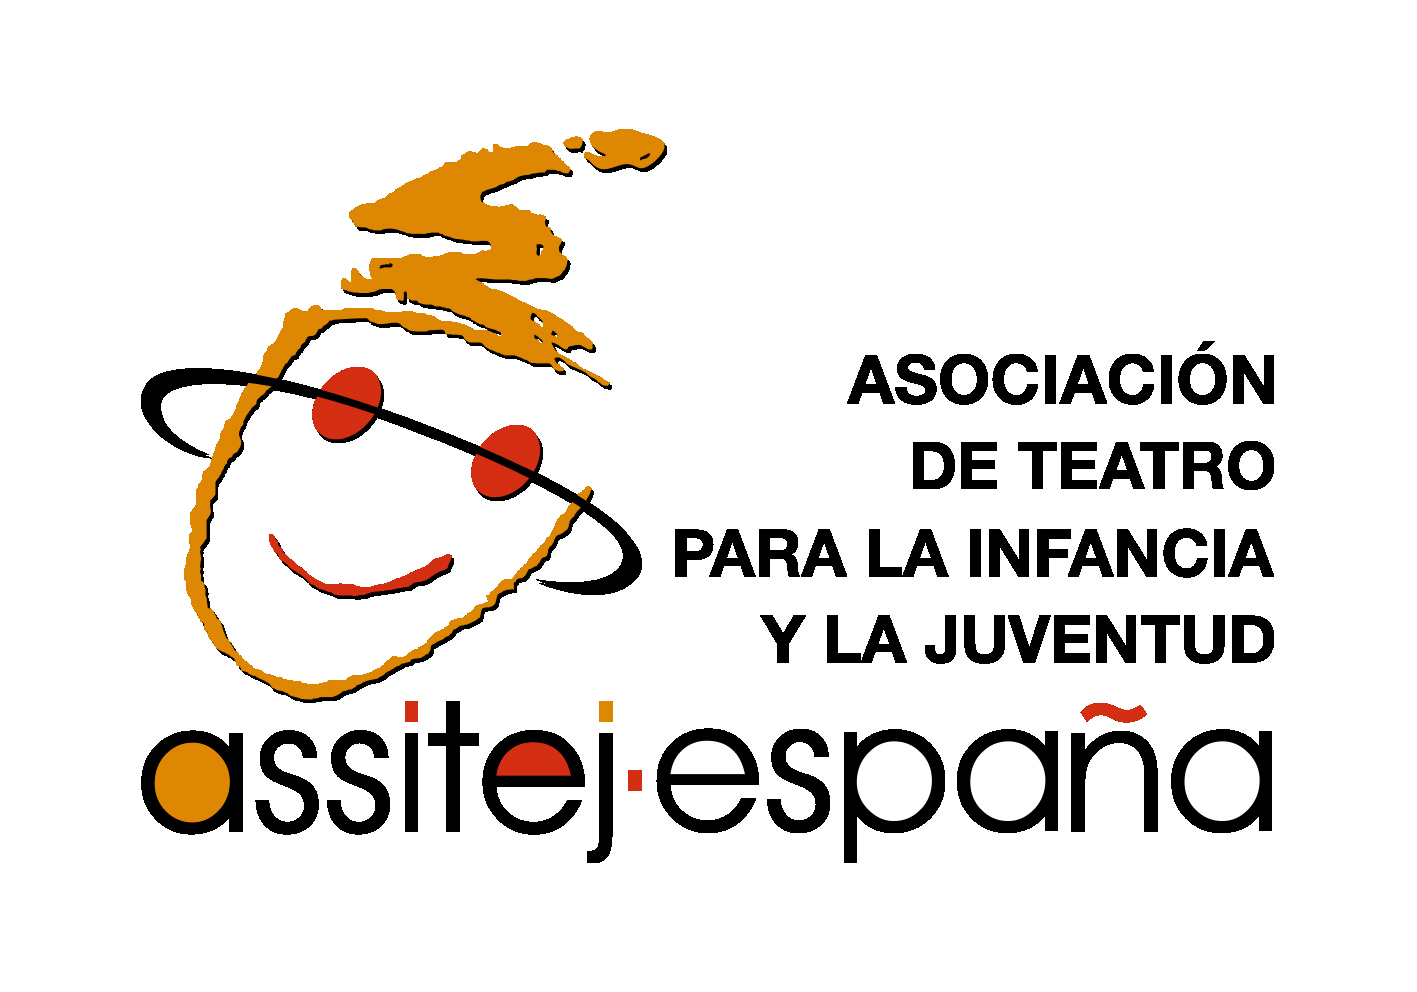 ASOCIACIÓN
DE TEATRO
PARA LA INFANCIA
Y LA JUVENTUD
assitej·españa